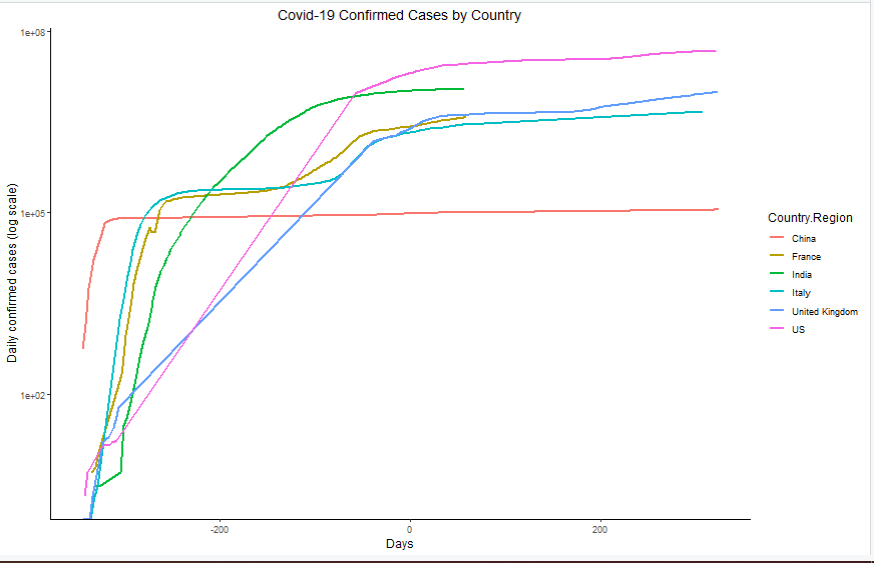 Covid-19 Confirmed Cases by Country
1e+08
1e+05
1e+02
Daily confirmed cases (log scale)
-200
0
200
Days
Country.Region
China
France
India
Italy
United Kingdom
US